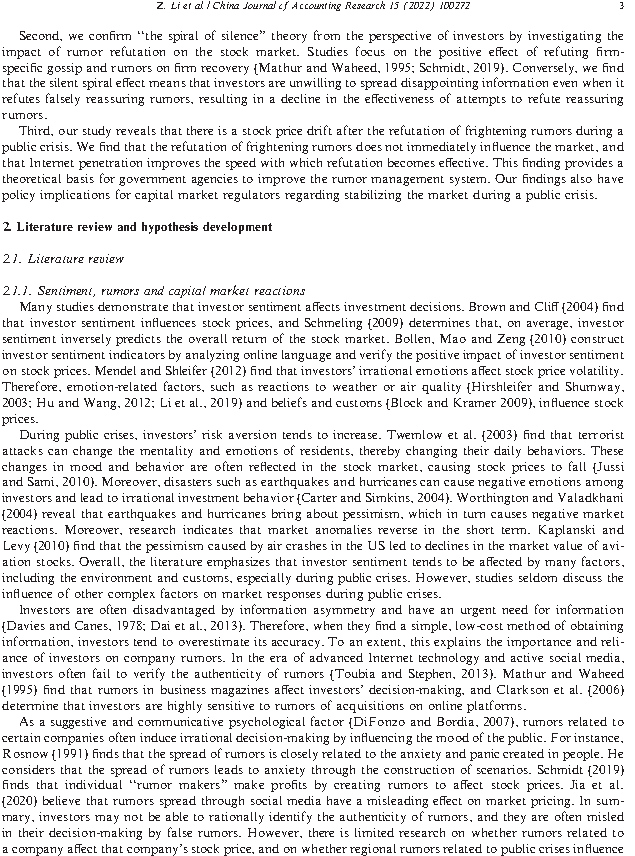 Z. Li et al / China Journal of Accounting Research 15 (2022) 100272
3
Second, we confirm “the spiral of silence” theory from the perspective of investors by investigating the
impact of rumor refutation on the stock market. Studies focus on the positive effect of refuting firm-
specific gossip and rumors on firm recovery (Mathur and Waheed, 1995; Schmidt, 2019). Conversely, we find
that the silent spiral effect means that investors are unwilling to spread disappointing information even when it
refutes falsely reassuring rumors, resulting in a decline in the effectiveness of attempts to refute reassuring
rumors.
Third, our study reveals that there is a stock price drift after the refutation of frightening rumors during a
public crisis. We find that the refutation of frightening rumors does not immediately influence the market, and
that Internet penetration improves the speed with which refutation becomes effective. This finding provides a
theoretical basis for government agencies to improve the rumor management system. Our findings also have
policy implications for capital market regulators regarding stabilizing the market during a public crisis.
2. Literature review and hypothesis development
2.1. Literature review
2.1.1. Sentiment, rumors and capital market reactions
Many studies demonstrate that investor sentiment affects investment decisions. Brown and Cliff (2004) find
that investor sentiment influences stock prices, and Schmeling (2009) determines that, on average, investor
sentiment inversely predicts the overall return of the stock market. Bollen, Mao and Zeng (2010) construct
investor sentiment indicators by analyzing online language and verify the positive impact of investor sentiment
on stock prices. Mendel and Shleifer (2012) find that investors’ irrational emotions affect stock price volatility.
Therefore, emotion-related factors, such as reactions to weather or air quality (Hirshleifer and Shumway,
2003; Hu and Wang, 2012; Li et al., 2019) and beliefs and customs (Block and Kramer 2009), influence stock
prices.
During public crises, investors’ risk aversion tends to increase. Twemlow et al. (2003) find that terrorist
attacks can change the mentality and emotions of residents, thereby changing their daily behaviors. These
changes in mood and behavior are often reflected in the stock market, causing stock prices to fall (Jussi
and Sami, 2010). Moreover, disasters such as earthquakes and hurricanes can cause negative emotions among
investors and lead to irrational investment behavior (Carter and Simkins, 2004). Worthington and Valadkhani
(2004) reveal that earthquakes and hurricanes bring about pessimism, which in turn causes negative market
reactions. Moreover, research indicates that market anomalies reverse in the short term. Kaplanski and
Levy (2010) find that the pessimism caused by air crashes in the US led to declines in the market value of avi-
ation stocks. Overall, the literature emphasizes that investor sentiment tends to be affected by many factors,
including the environment and customs, especially during public crises. However, studies seldom discuss the
influence of other complex factors on market responses during public crises.
Investors are often disadvantaged by information asymmetry and have an urgent need for information
(Davies and Canes, 1978; Dai et al., 2013). Therefore, when they find a simple, low-cost method of obtaining
information, investors tend to overestimate its accuracy. To an extent, this explains the importance and reli-
ance of investors on company rumors. In the era of advanced Internet technology and active social media,
investors often fail to verify the authenticity of rumors (Toubia and Stephen, 2013). Mathur and Waheed
(1995) find that rumors in business magazines affect investors’ decision-making, and Clarkson et al. (2006)
determine that investors are highly sensitive to rumors of acquisitions on online platforms.
As a suggestive and communicative psychological factor (DiFonzo and Bordia, 2007), rumors related to
certain companies often induce irrational decision-making by influencing the mood of the public. For instance,
Rosnow (1991) finds that the spread of rumors is closely related to the anxiety and panic created in people. He
considers that the spread of rumors leads to anxiety through the construction of scenarios. Schmidt (2019)
finds that individual “rumor makers” make profits by creating rumors to affect stock prices. Jia et al.
(2020) believe that rumors spread through social media have a misleading effect on market pricing. In sum-
mary, investors may not be able to rationally identify the authenticity of rumors, and they are often misled
in their decision-making by false rumors. However, there is limited research on whether rumors related to
a company affect that company’s stock price, and on whether regional rumors related to public crises influence